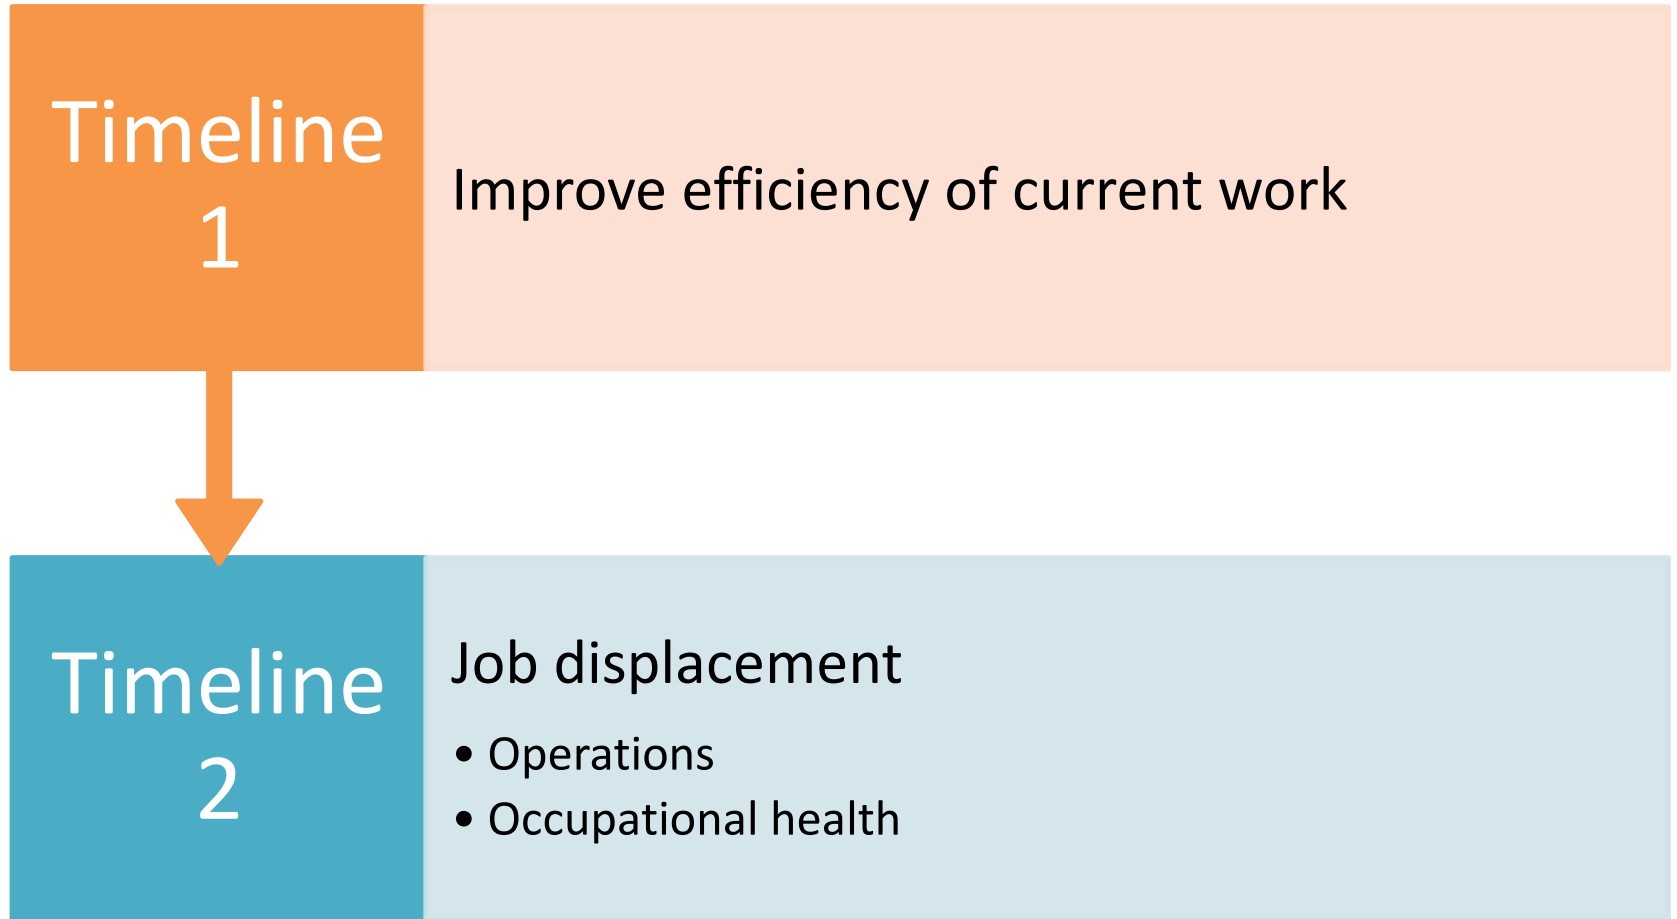 Timeline
1
Improve efficiency of current work
Timeline
2
Job displacement
• Operations
• Occupational health